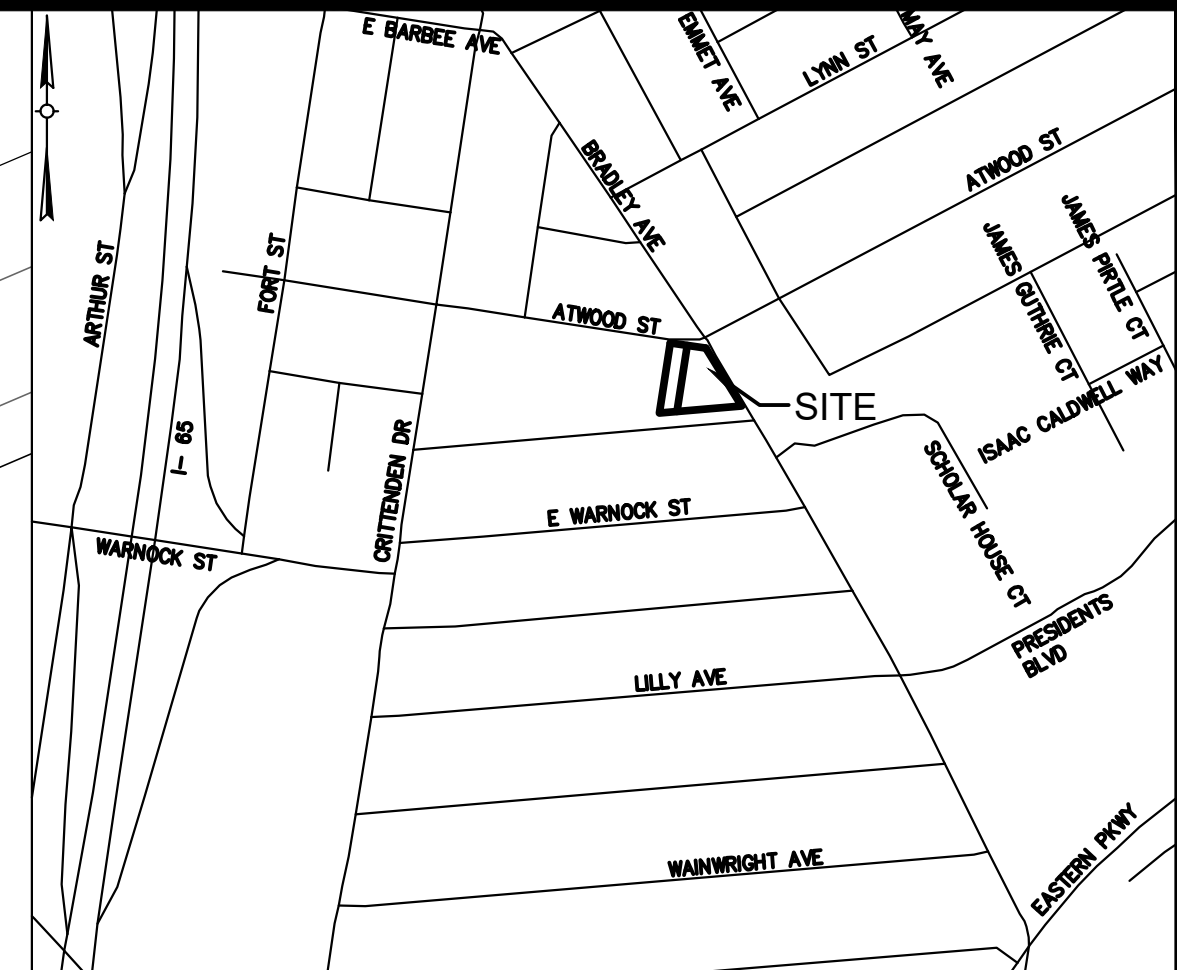 E BARBEE AVE
EMMET AVE
MAY AVE
LYNN ST
BRADLEY AVE
ATWOOD ST
JAMES PIRTLE CT
JAMES GUTHRIE CT
ARTHUR ST
FORT ST
ATWOOD ST
ISAAC CALDWELL WAY
SITE
I- 65
CRITTENDEN DR
SCHOLAR HOUSE CT
E WARNOCK ST
WARNOCK ST
PRESIDENTS
BLVD
LILLY AVE
WAINWRIGHT AVE
EASTERN PKWY